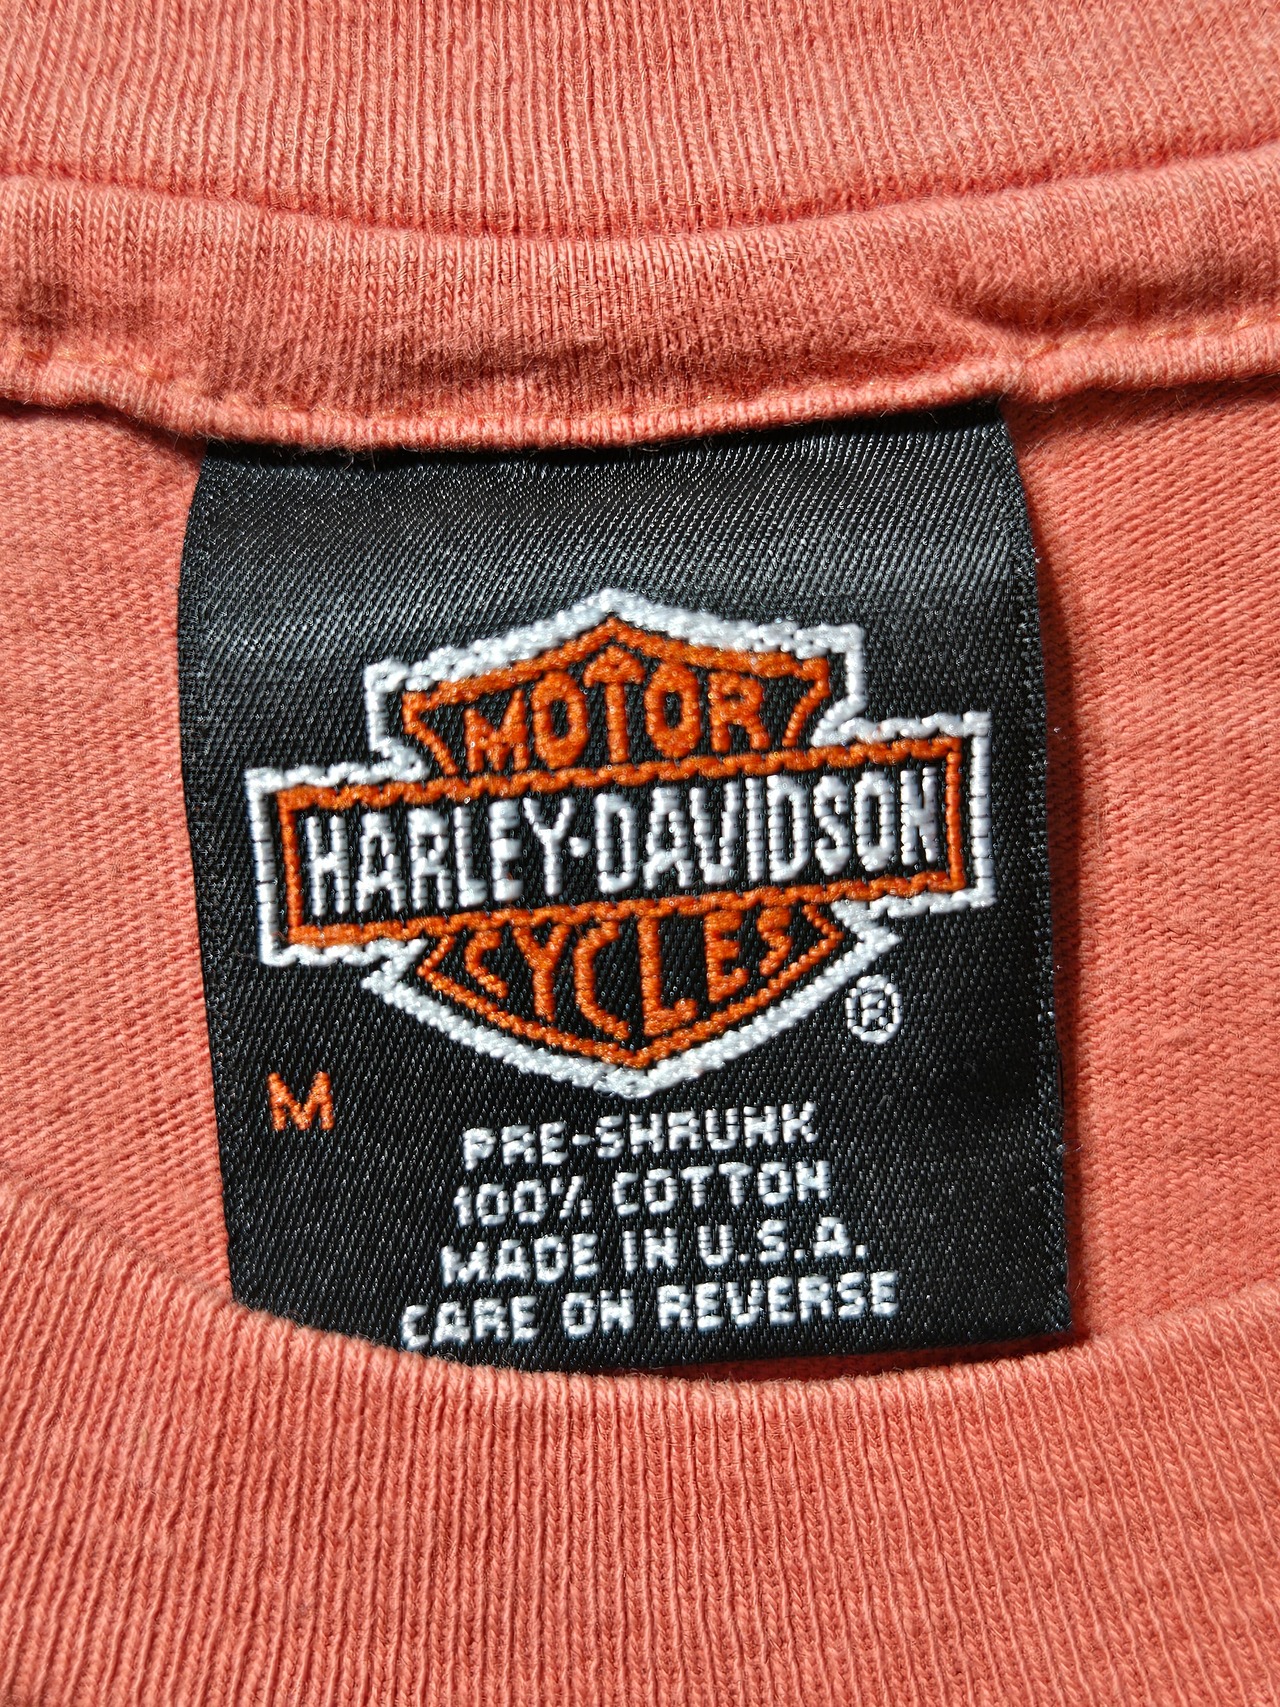 MOTOR
HARLEY-DAVIDSON
CYCLES
®
M
PRE-SHRUNK
100% COTTON
MADE IN U.S.A.
CARE ON REVERSE